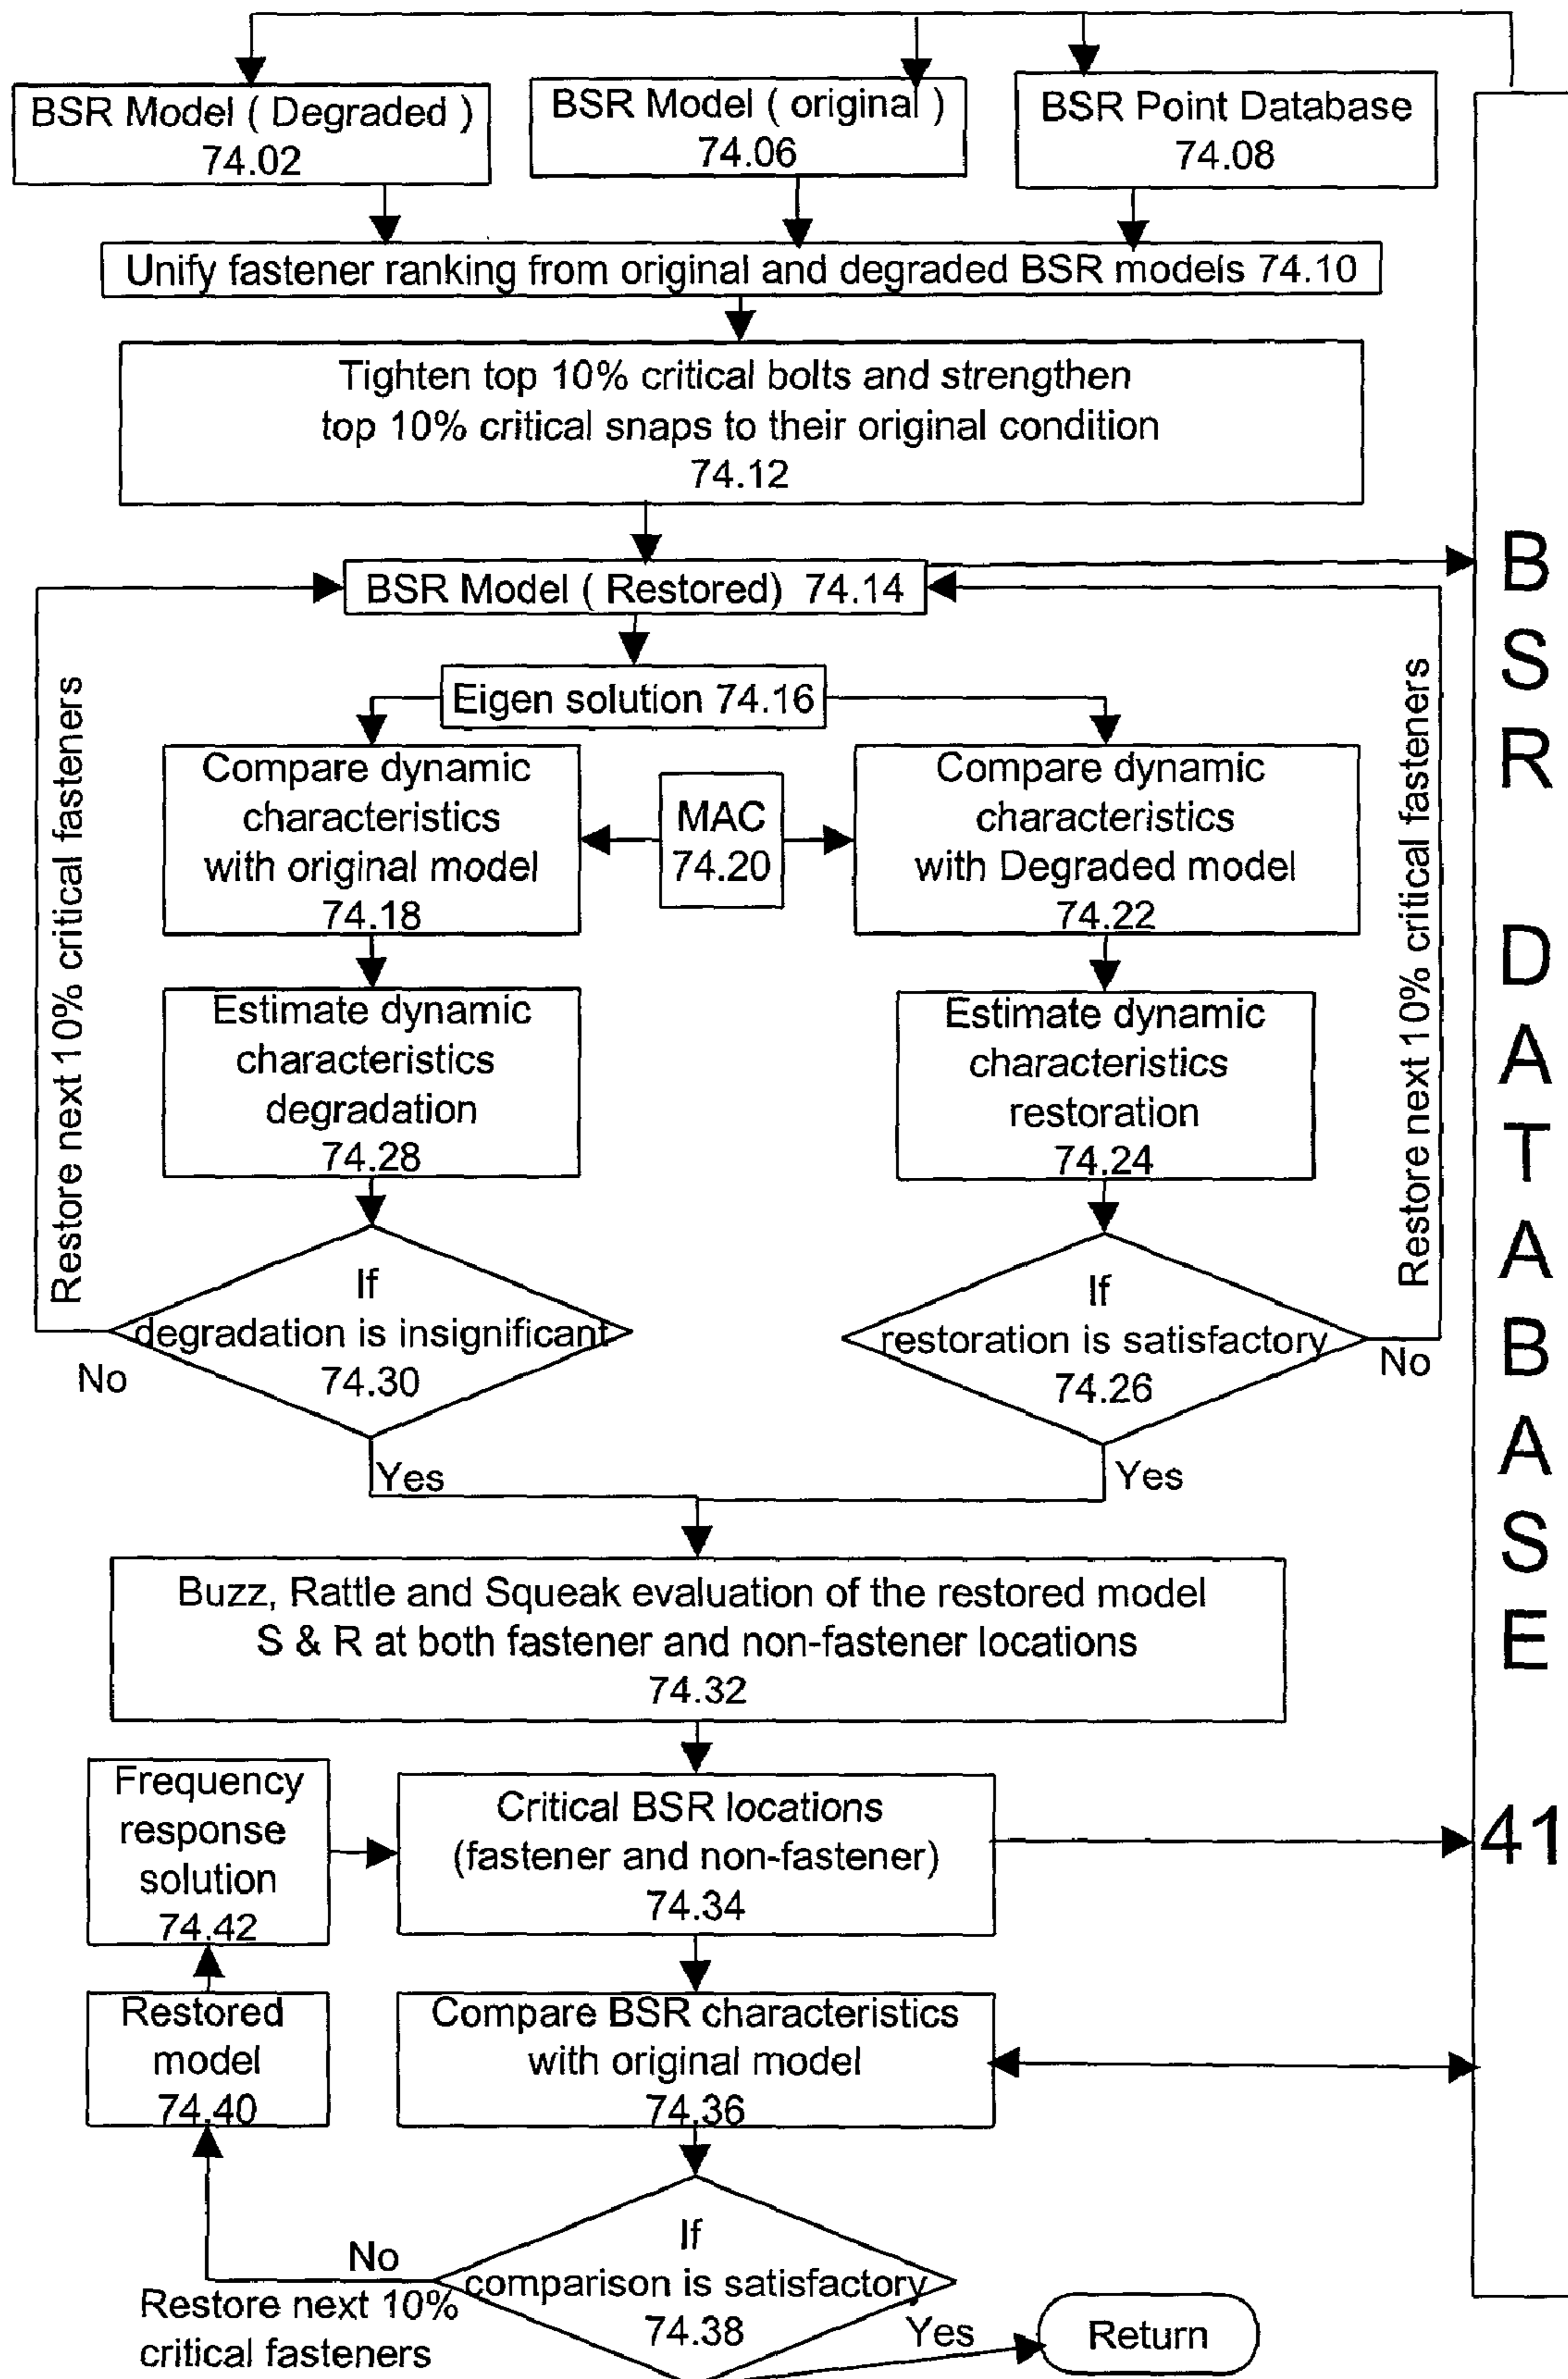 BSR Model ( Degraded )
74.02
BSR Model ( original )
74.06
BSR Point Database
74.08
Unify fastener ranking from original and degraded BSR models 74.10
Tighten top 10% critical bolts and strengthen
top 10% critical snaps to their original condition
74.12
BSR Model ( Restored) 74.14
Eigen solution 74.16
Compare dynamic
characteristics
with original model
74.18
MAC
74.20
Compare dynamic
characteristics
with Degraded model
74.22
Estimate dynamic
characteristics
degradation
74.28
Estimate dynamic
characteristics
restoration
74.24
Restore next 10% critical fasteners
Restore next 10% critical fasteners
If
degradation is insignificant
74.30
No
Yes
If
restoration is satisfactory
74.26
No
Yes
Buzz, Rattle and Squeak evaluation of the restored model
S & R at both fastener and non-fastener locations
74.32
Frequency
response
solution
74.42
Critical BSR locations
(fastener and non-fastener)
74.34
Restored
model
74.40
Compare BSR characteristics
with original model
74.36
If
comparison is satisfactory
74.38
No
Restore next 10%
critical fasteners
Yes
Return
BSR DATABASE 41